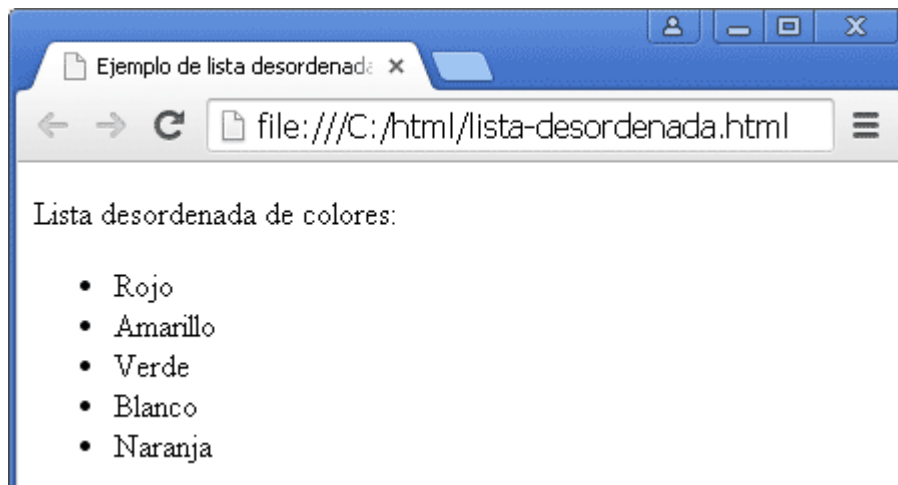 Ejemplo de lista desordenada
file:///C:/html/lista-desordenada.html
Lista desordenada de colores:
Rojo
Amarillo
Verde
Blanco
Naranja